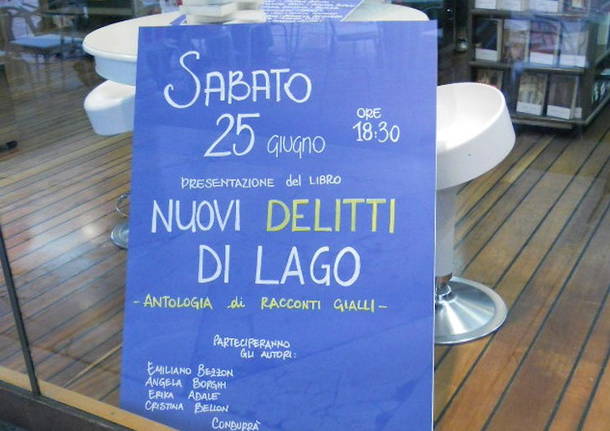 SABATO
25 GIUGNO
ORE
18:30
PRESENTAZIONE del LIBRO
NUOVI DELITTI
DI LAGO
- ANTOLOGIA di RACCONTI GIALLI -
PARTECIPERANNO
GLI AUTORI:
EMILIANO BEZZON
ANGELA BORGHI
ERIKA ADALE
CRISTINA BELLON
CONDURRÀ